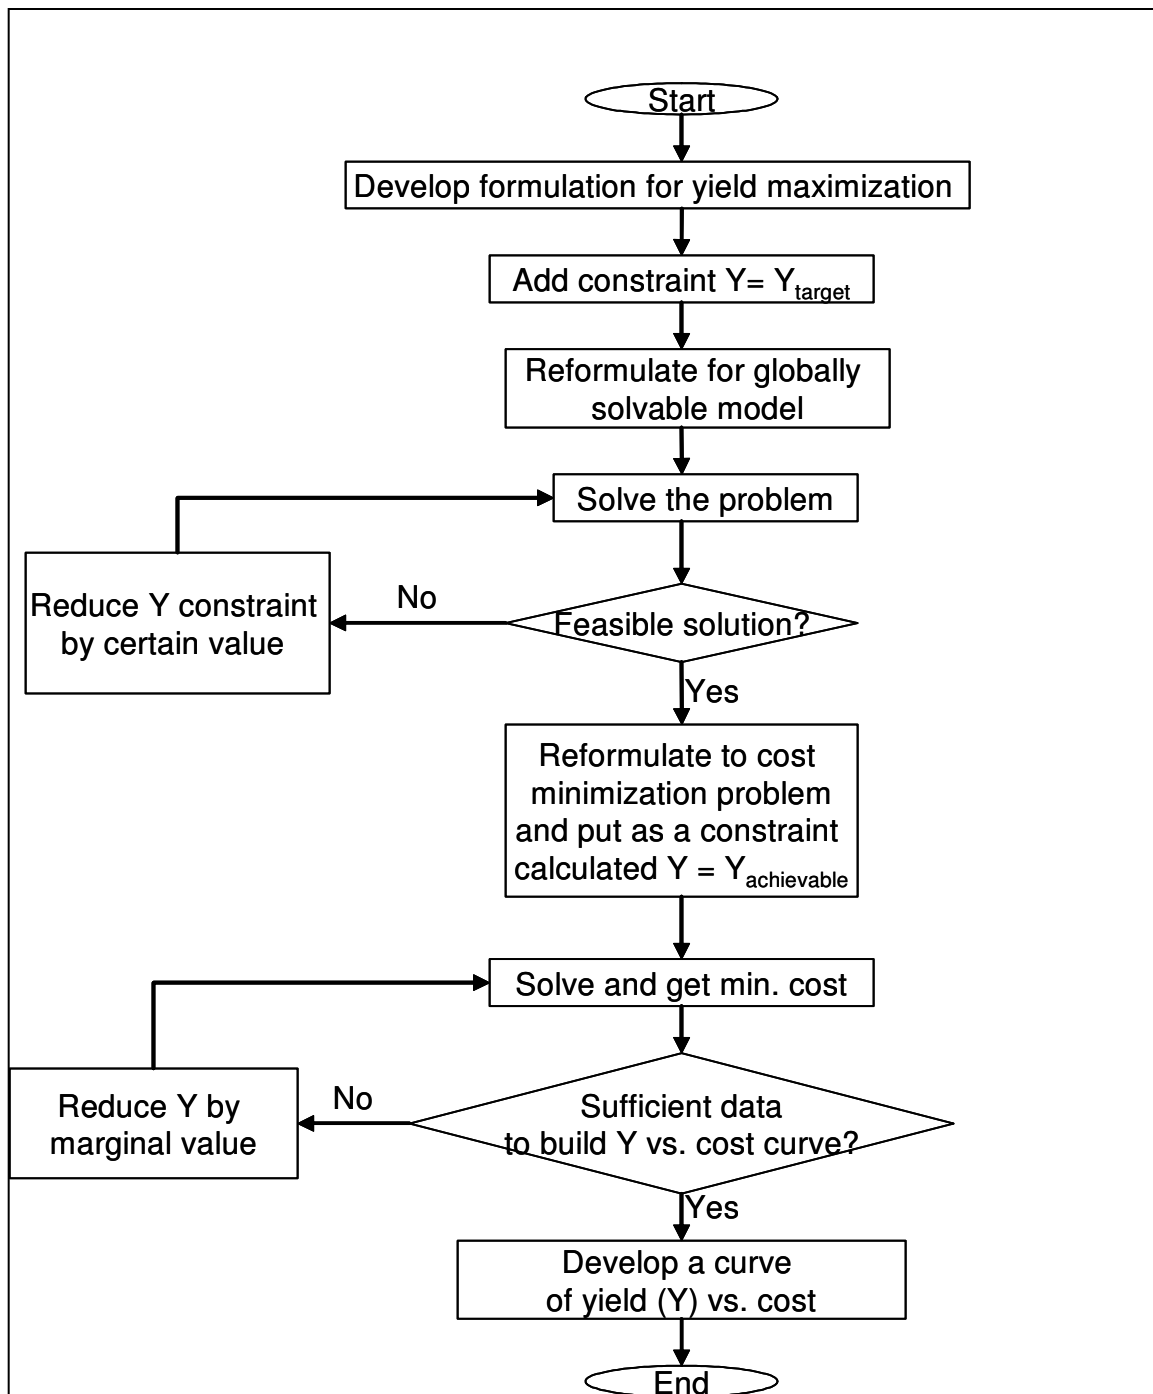 Start
Develop formulation for yield maximization
Add constraint Y= Ytarget
Reformulate for globally
solvable model
Solve the problem
Reduce Y constraint
by certain value
No
Feasible solution?
Yes
Reformulate to cost
minimization problem
and put as a constraint
calculated Y = Yachievable
Solve and get min. cost
Reduce Y by
marginal value
No
Sufficient data
to build Y vs. cost curve?
Yes
Develop a curve
of yield (Y) vs. cost
End